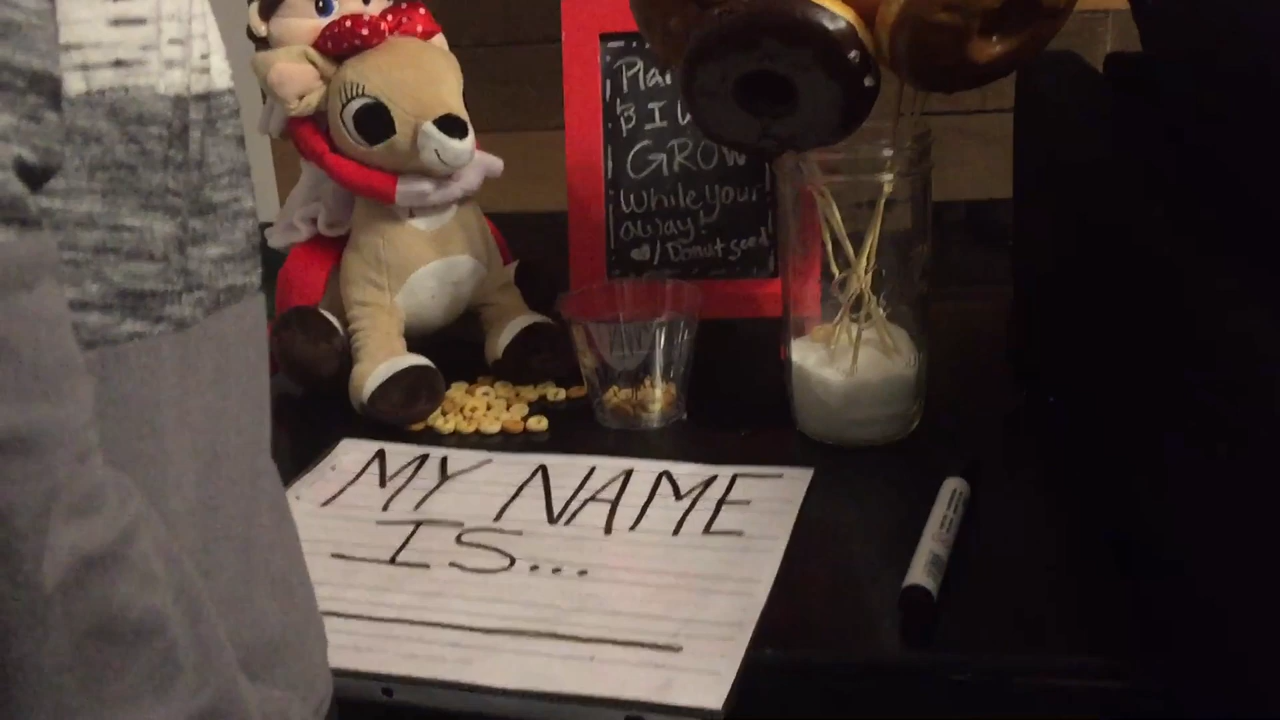 & I
GROW
While your
away!
/ Donut seed
MY NAME
IS...